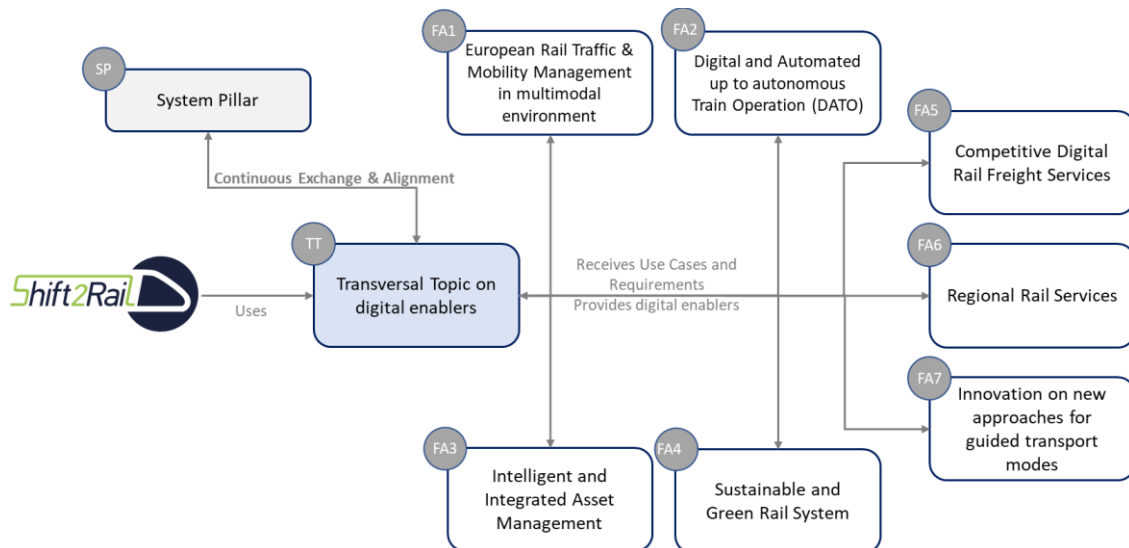 SP
System Pillar
FA1
European Rail Traffic &
Mobility Management
in multimodal
environment
FA2
Digital and Automated
up to autonomous
Train Operation (DATO)
FA5
Competitive Digital
Rail Freight Services
Continuous Exchange & Alignment
Shift2Rail
Uses
TT
Transversal Topic on
digital enablers
Receives Use Cases and
Requirements
Provides digital enablers
FA6
Regional Rail Services
FA7
Innovation on new
approaches for
guided transport
modes
FA3
Intelligent and
Integrated Asset
Management
FA4
Sustainable and
Green Rail System